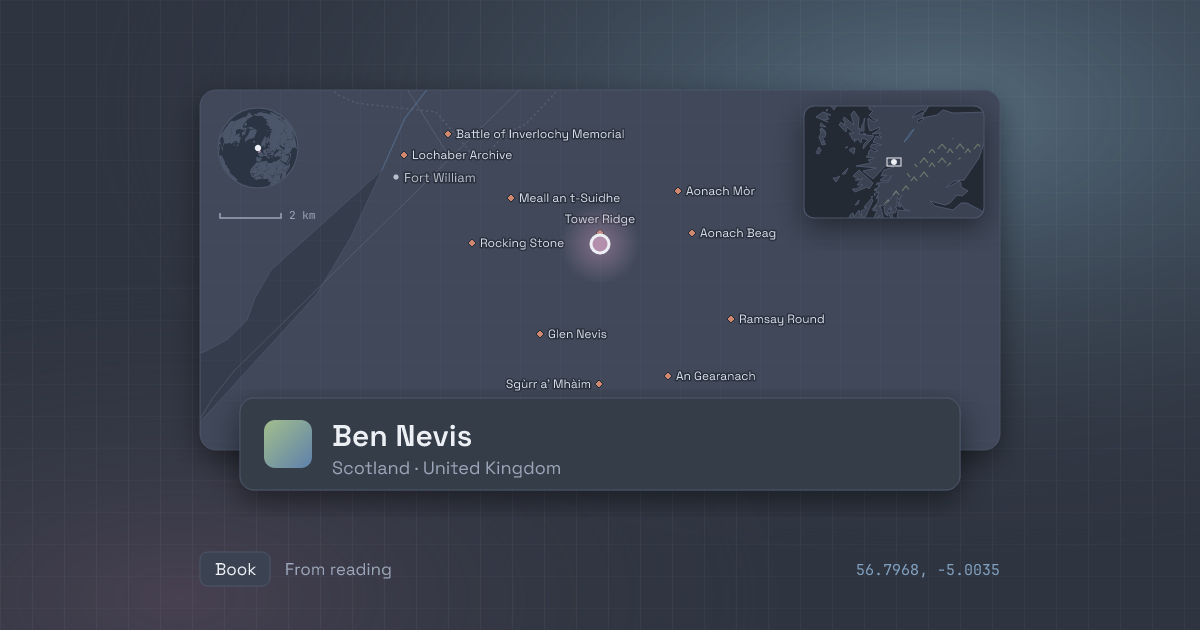 Battle of Inverlochy Memorial
Lochaber Archive
Fort William
Meall an t-Suidhe
Aonach Mòr
2 km
Tower Ridge
Aonach Beag
Rocking Stone
Ramsay Round
Glen Nevis
An Gearanach
Sgùrr a' Mhàim
Ben Nevis
Scotland · United Kingdom
Book
From reading
56.7968, -5.0035